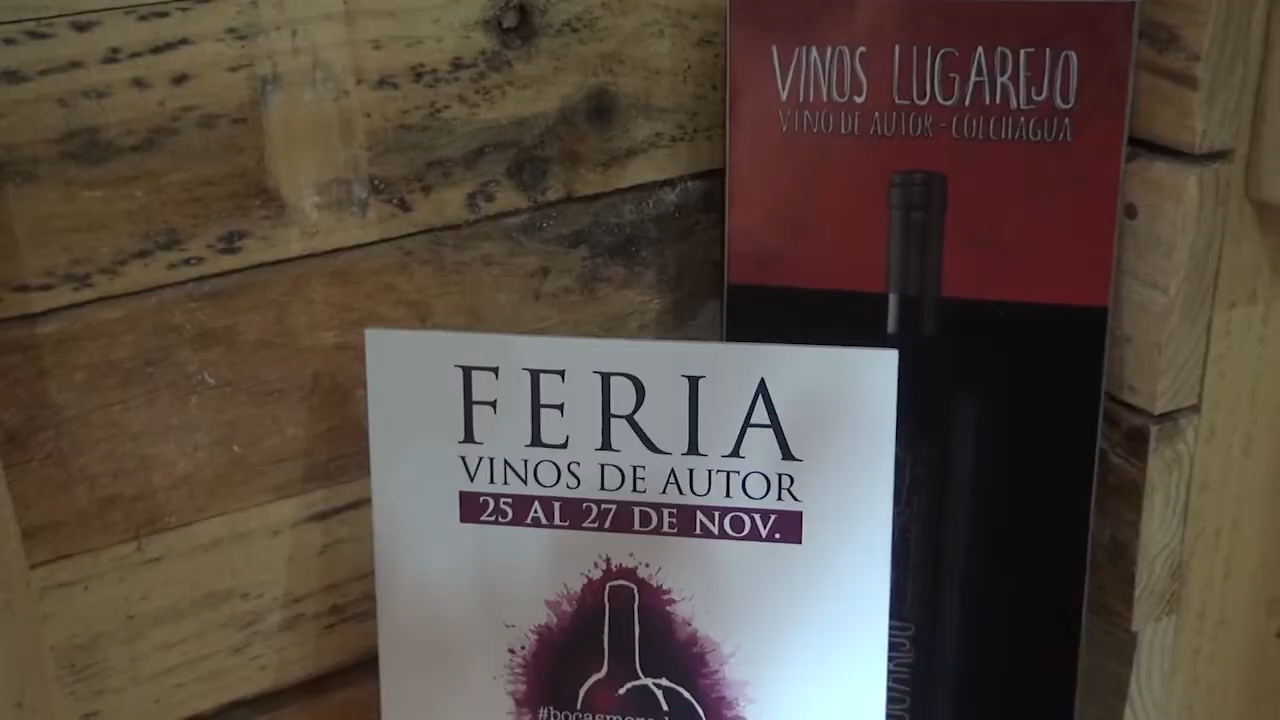 VINOS LUGAREJO
VINO DE AUTOR - COLCHAGUA
FERIA
VINOS DE AUTOR
25 AL 27 DE NOV.